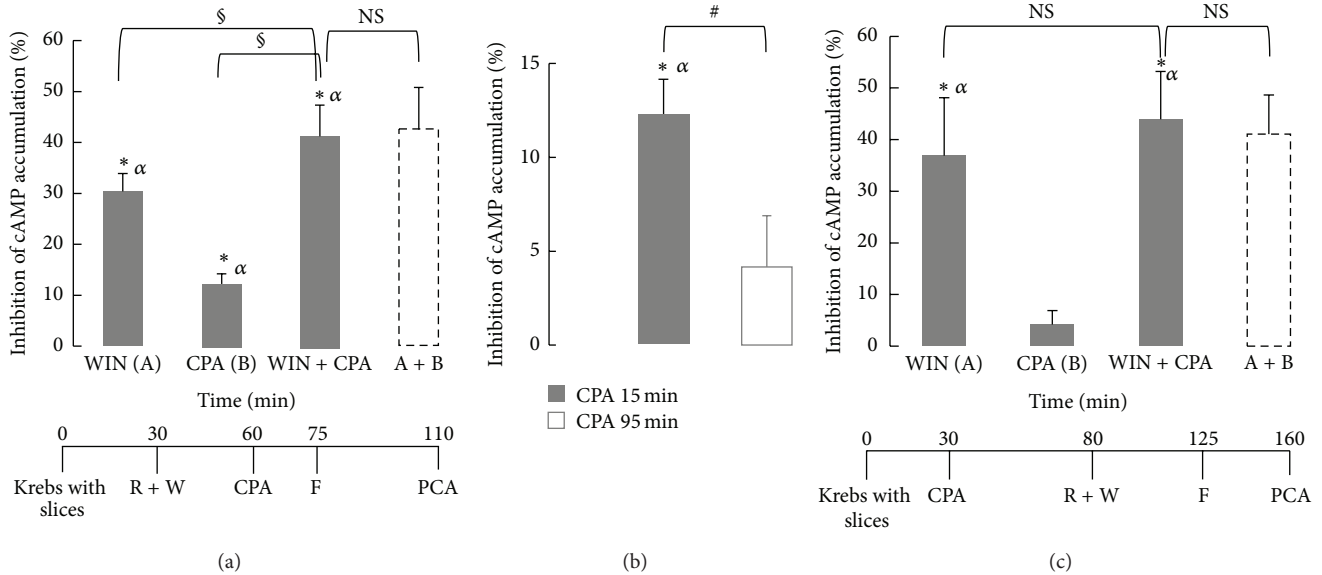 §
NS
§
* α
* α
* α
60
50
40
30
20
10
0
Inhibition of cAMP accumulation (%)
WIN (A)
CPA (B)
WIN + CPA
A + B
Time (min)
0
30
60
75
110
Krebs with
slices
R + W
CPA
F
PCA
(a)
#
* α
15
10
5
0
Inhibition of cAMP accumulation (%)
CPA 15 min
CPA 95 min
(b)
NS
NS
* α
* α
60
50
40
30
20
10
0
Inhibition of cAMP accumulation (%)
WIN (A)
CPA (B)
WIN + CPA
A + B
Time (min)
0
30
80
125
160
Krebs with
slices
CPA
R + W
F
PCA
(c)